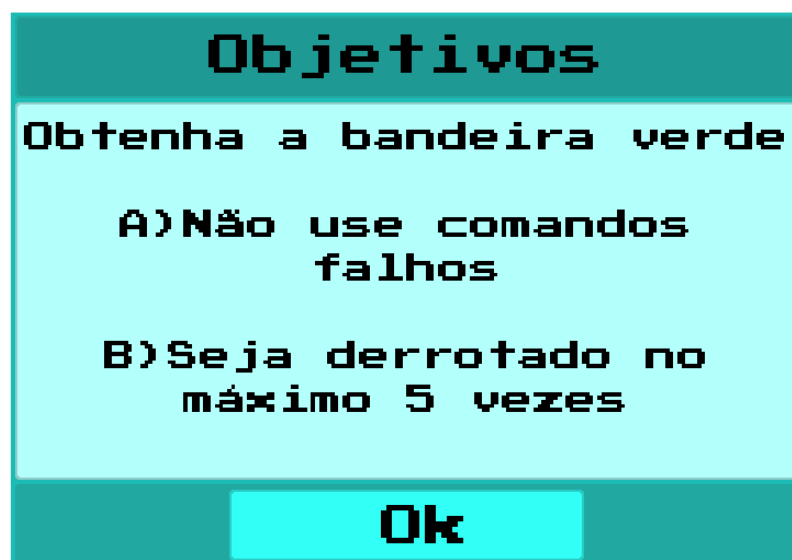 Objetivos
Obtenha a bandeira verde
A)Não use comandos
falhos
B)Seja derrotado no
máximo 5 vezes
Ok